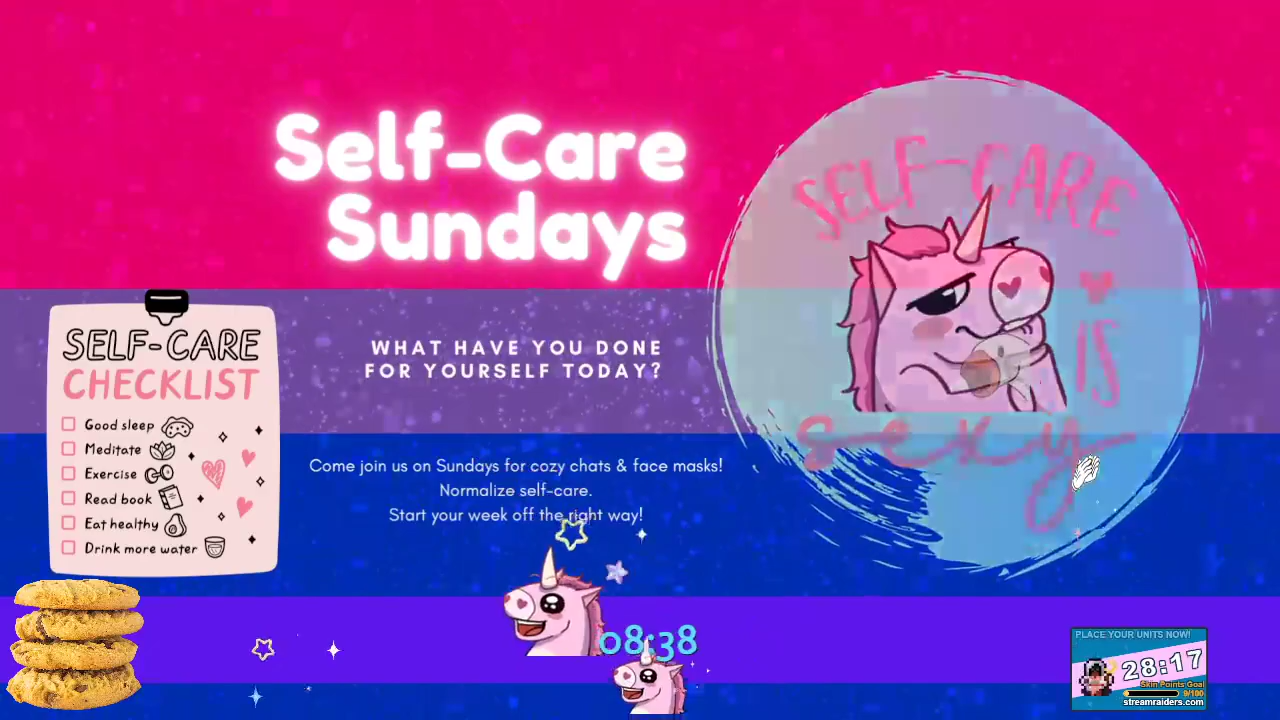 Self-Care
Sundays
SELF-CARE
IS
sexy
WHAT HAVE YOU DONE
FOR YOURSELF TODAY?
SELF-CARE
CHECKLIST
Good sleep
Meditate
Exercise
Read book
Eat healthy
Drink more water
Come join us on Sundays for cozy chats & face masks!
Normalize self-care.
Start your week off the right way!
08:38
PLACE YOUR UNITS NOW!
28:17
Skin Points Goal
9/100
streamraiders.com